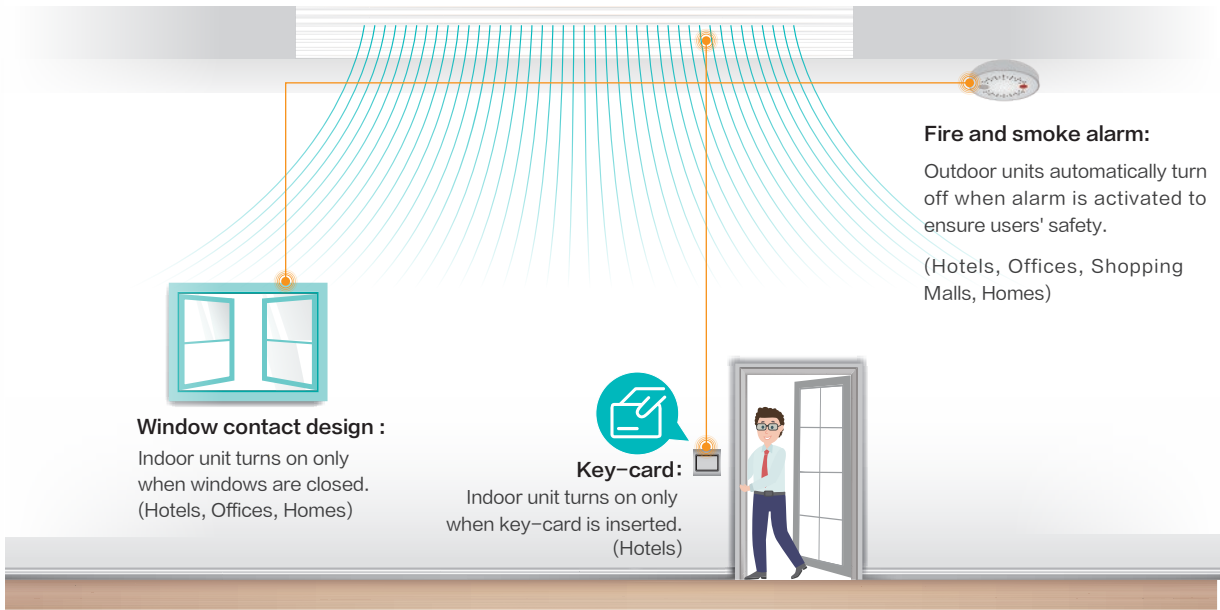 Fire and smoke alarm:
Outdoor units automatically turn
off when alarm is activated to
ensure users' safety.
(Hotels, Offices, Shopping
Malls, Homes)
Window contact design :
Indoor unit turns on only
when windows are closed.
(Hotels, Offices, Homes)
Key-card:
Indoor unit turns on only
when key-card is inserted.
(Hotels)